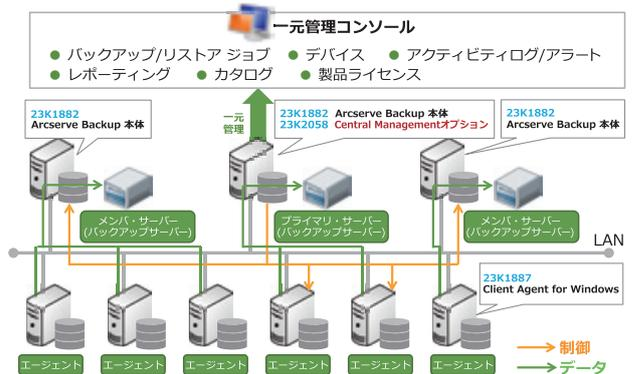 一元管理コンソール
● バックアップ/リストア ジョブ ● デバイス ● アクティビティログ/アラート
● レポーティング ● カタログ ● 製品ライセンス
23K1882
Arcserve Backup 本体
一元
管理
23K1882 Arcserve Backup 本体
23K2058 Central Managementオプション
23K1882
Arcserve Backup 本体
メンバ・サーバー
(バックアップサーバー)
プライマリ・サーバー
(バックアップサーバー)
メンバ・サーバー
(バックアップサーバー)
LAN
23K1887
Client Agent for Windows
エージェント
エージェント
エージェント
エージェント
エージェント
エージェント
制御
データ